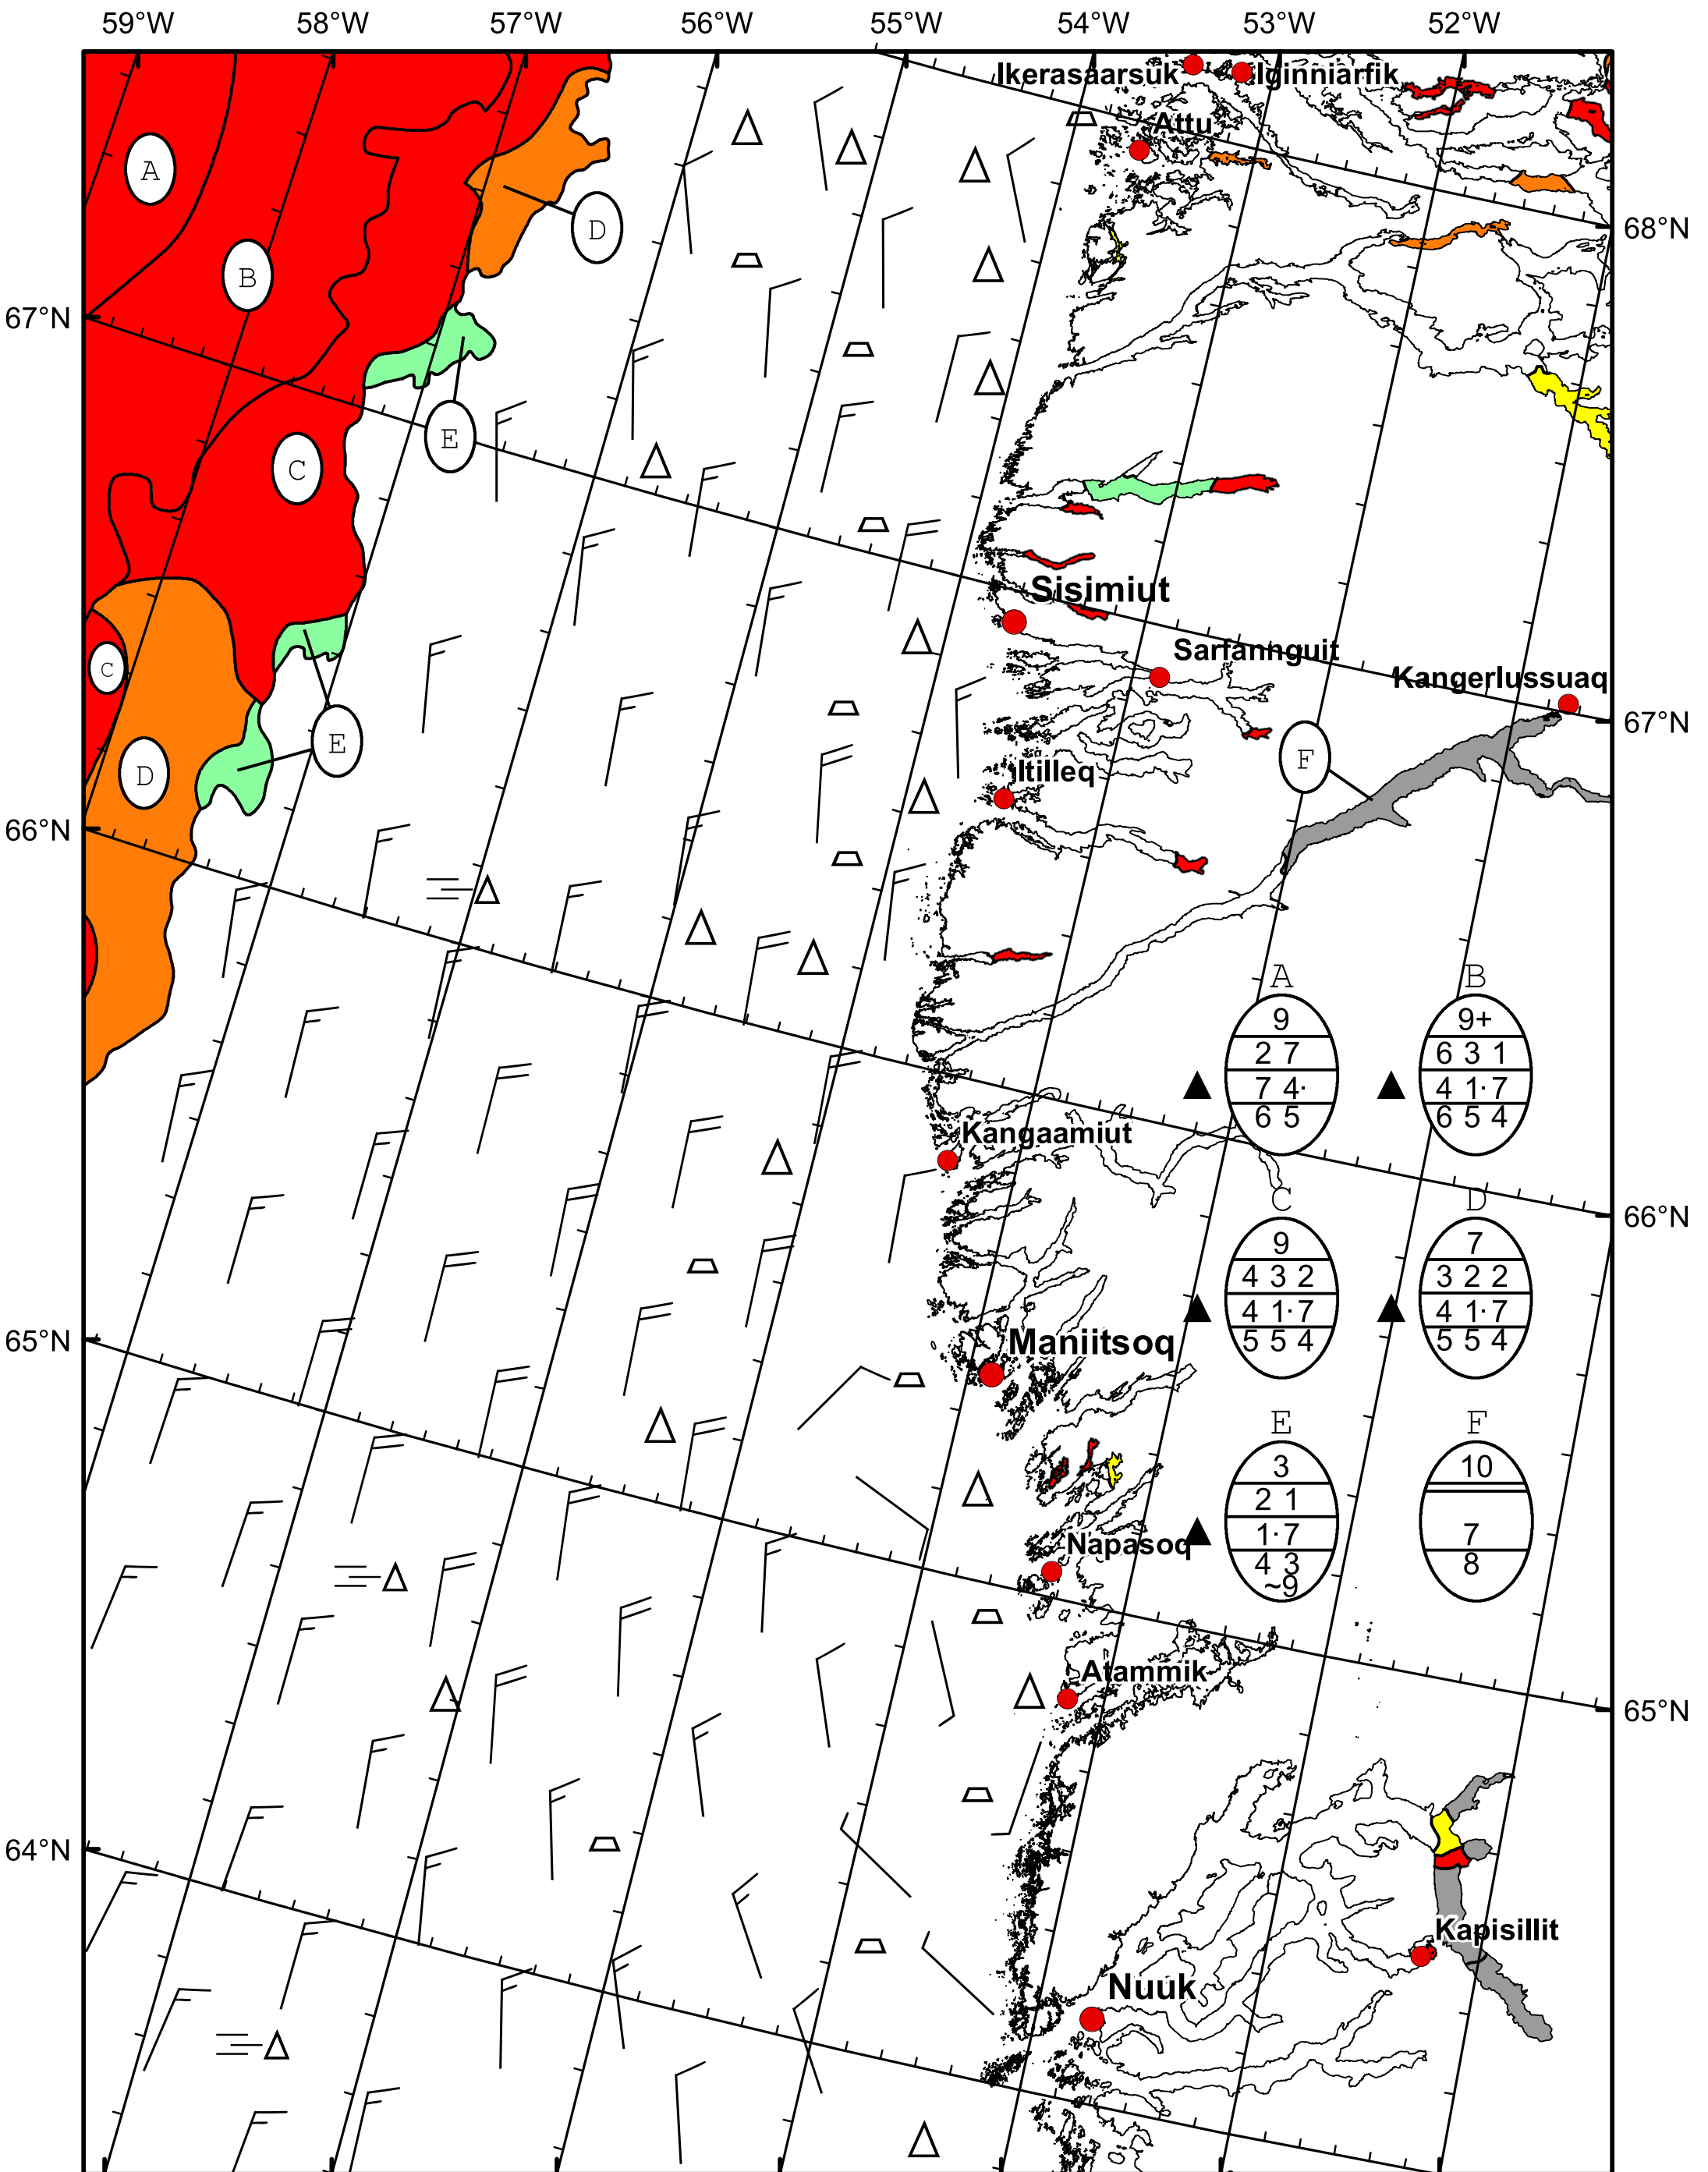 59°W 58°W 57°W 56°W 55°W 54°W 53°W 52°W
Ikerasaarsuk Iginniarfik
Attu
A
D
68°N
B
67°N
E
C
Sisimiut
Sarfannguit
C
Kangerlussuaq
67°N
E
F
D
Itilleq
66°N
A B
9 9+
2 7 6 3 1
7 4· 4 1·7
6 5 6 5 4
Kangaamiut
C D
66°N
9 7
4 3 2 3 2 2
4 1·7 4 1·7
5 5 4 5 5 4
65°N
Maniitsoq
E F
3 10
2 1
1·7 7
4 3 8
~9
Napasoq
Atammik
65°N
64°N
Kapisillit
Nuuk